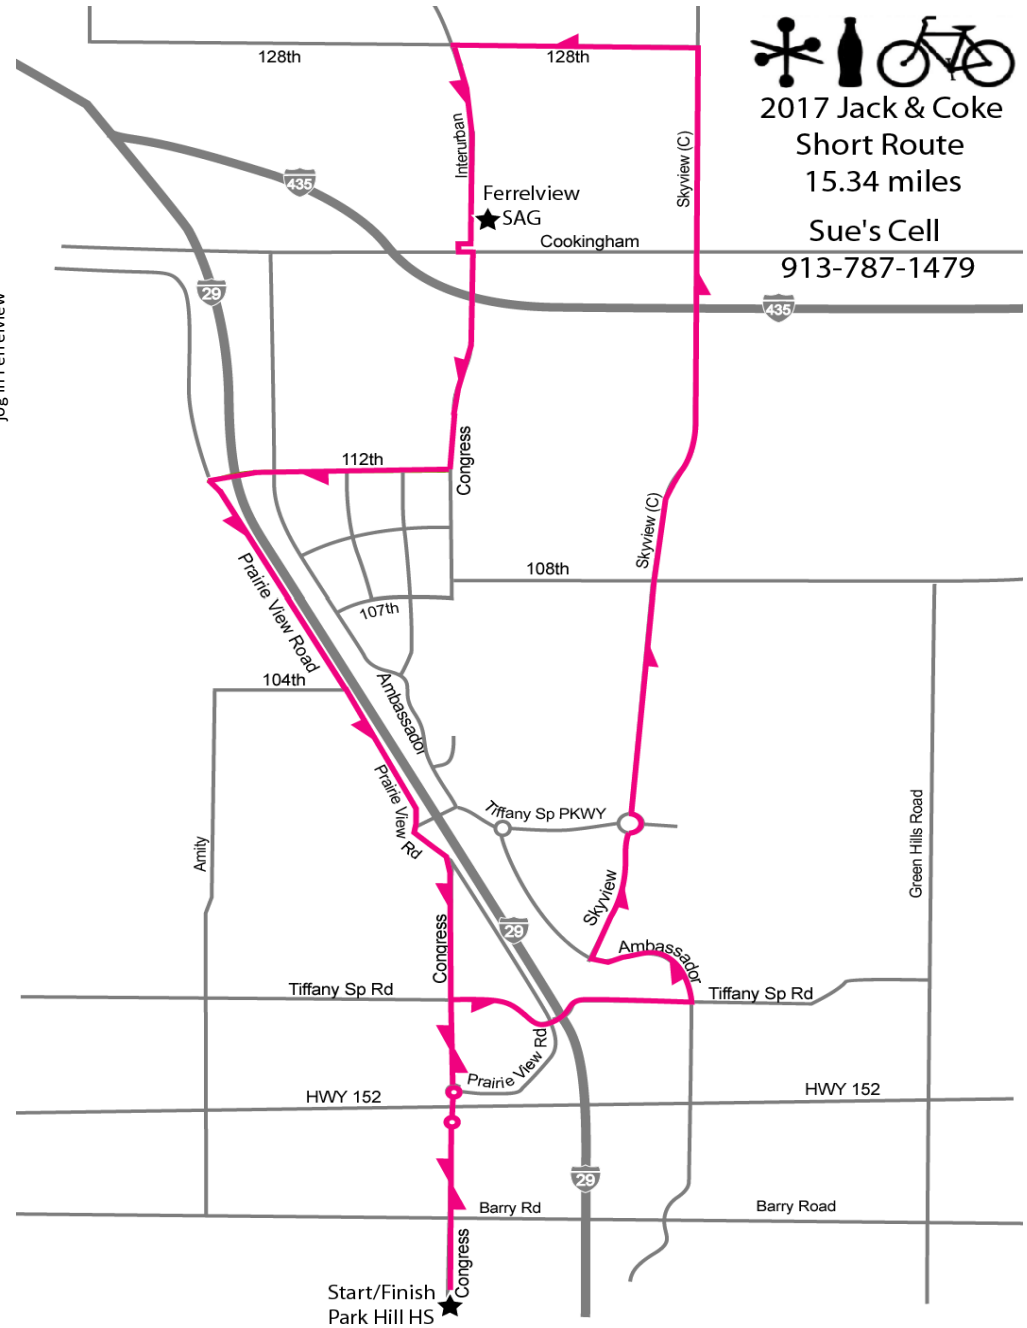 2017 Jack & Coke
Short Route
15.34 miles
Sue's Cell
913-787-1479
128th
128th
Interurban
Skyview (C)
435
Ferrelview
SAG
Cookingham
29
435
jog in Ferrelview
112th
Congress
Skyview (C)
108th
Prairie View Road
107th
104th
Ambassador
Prairie View Rd
Tiffany Sp PKWY
Green Hills Road
Amity
Skyview
29
Congress
Ambassador
Tiffany Sp Rd
Tiffany Sp Rd
Prairie View Rd
HWY 152
HWY 152
29
Barry Rd
Barry Road
Congress
Start/Finish
Park Hill HS